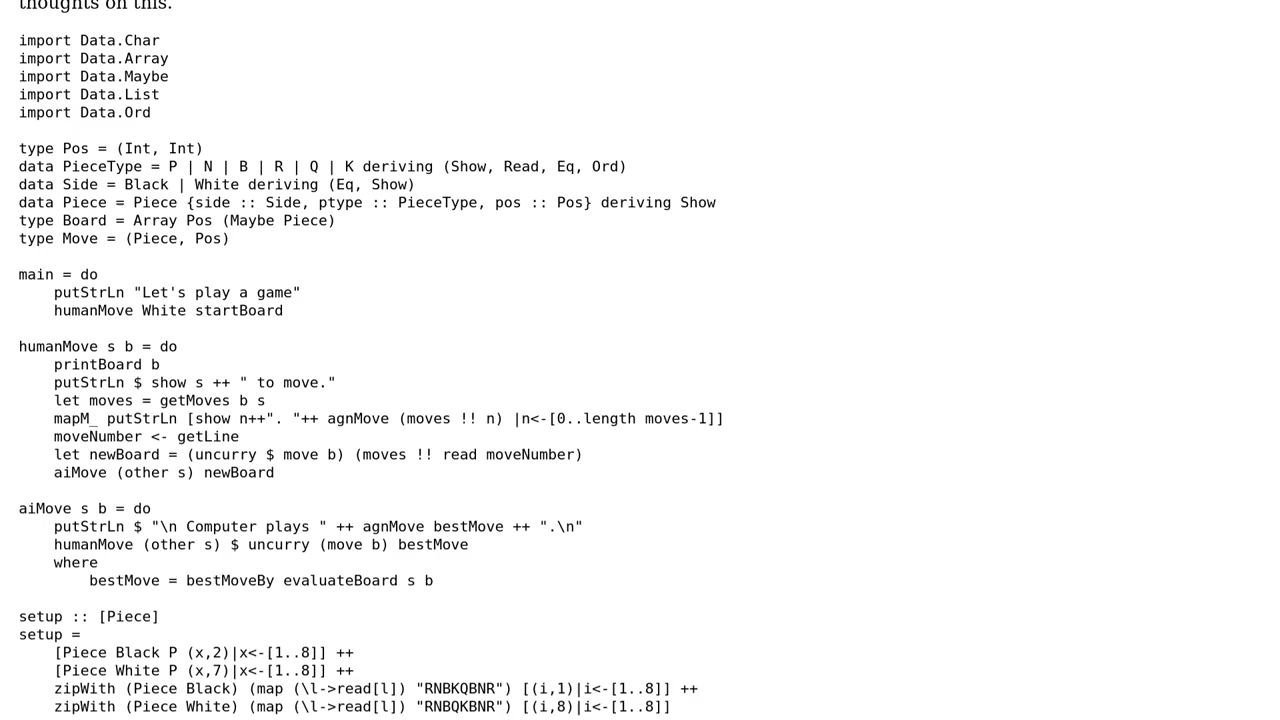 thoughts on this.
import Data.Char
import Data.Array
import Data.Maybe
import Data.List
import Data.Ord

type Pos = (Int, Int)
data PieceType = P | N | B | R | Q | K deriving (Show, Read, Eq, Ord)
data Side = Black | White deriving (Eq, Show)
data Piece = Piece {side :: Side, ptype :: PieceType, pos :: Pos} deriving Show
type Board = Array Pos (Maybe Piece)
type Move = (Piece, Pos)

main = do
    putStrLn "Let's play a game"
    humanMove White startBoard

humanMove s b = do
    printBoard b
    putStrLn $ show s ++ " to move."
    let moves = getMoves b s
    mapM_ putStrLn [show n++". "++ agnMove (moves !! n) |n<-[0..length moves-1]]
    moveNumber <- getLine
    let newBoard = (uncurry $ move b) (moves !! read moveNumber)
    aiMove (other s) newBoard

aiMove s b = do
    putStrLn $ "\n Computer plays " ++ agnMove bestMove ++ ".\n"
    humanMove (other s) $ uncurry (move b) bestMove
    where
        bestMove = bestMoveBy evaluateBoard s b

setup :: [Piece]
setup =
    [Piece Black P (x,2)|x<-[1..8]] ++
    [Piece White P (x,7)|x<-[1..8]] ++
    zipWith (Piece Black) (map (\l->read[l]) "RNBKQBNR") [(i,1)|i<-[1..8]] ++
    zipWith (Piece White) (map (\l->read[l]) "RNBQKBNR") [(i,8)|i<-[1..8]]